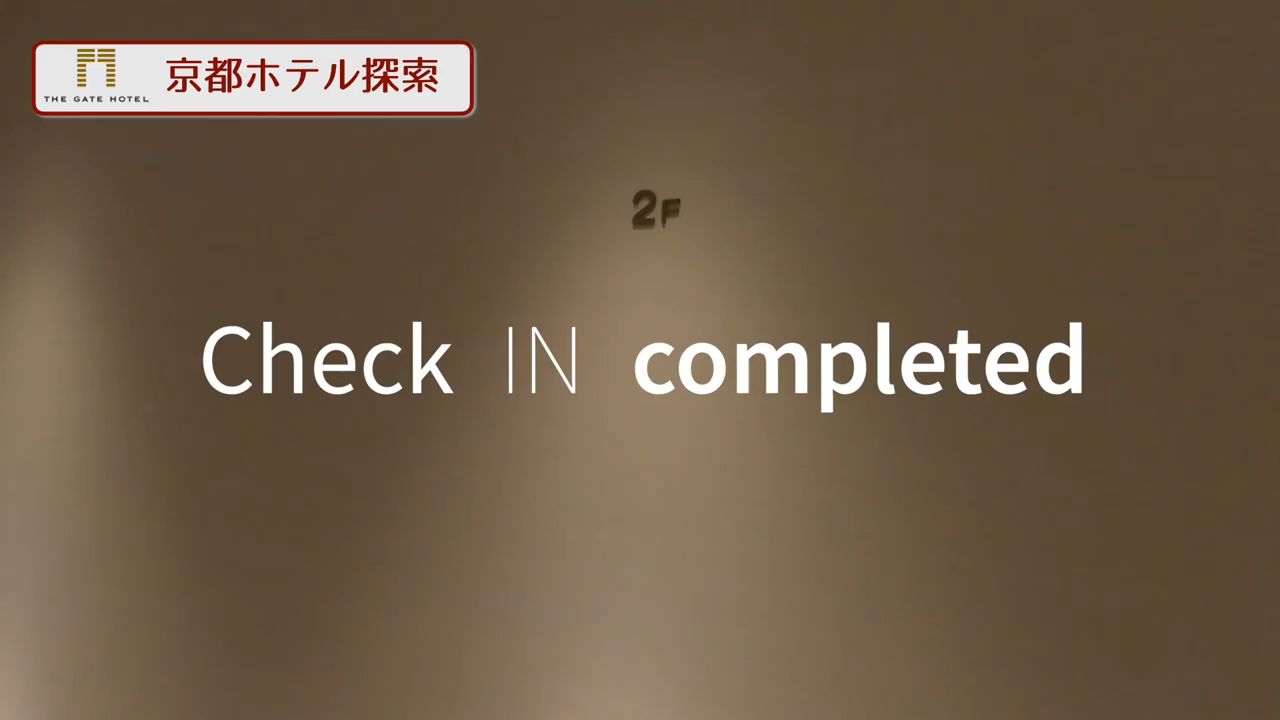 THE GATE HOTEL
京都ホテル探索
2F
Check IN completed